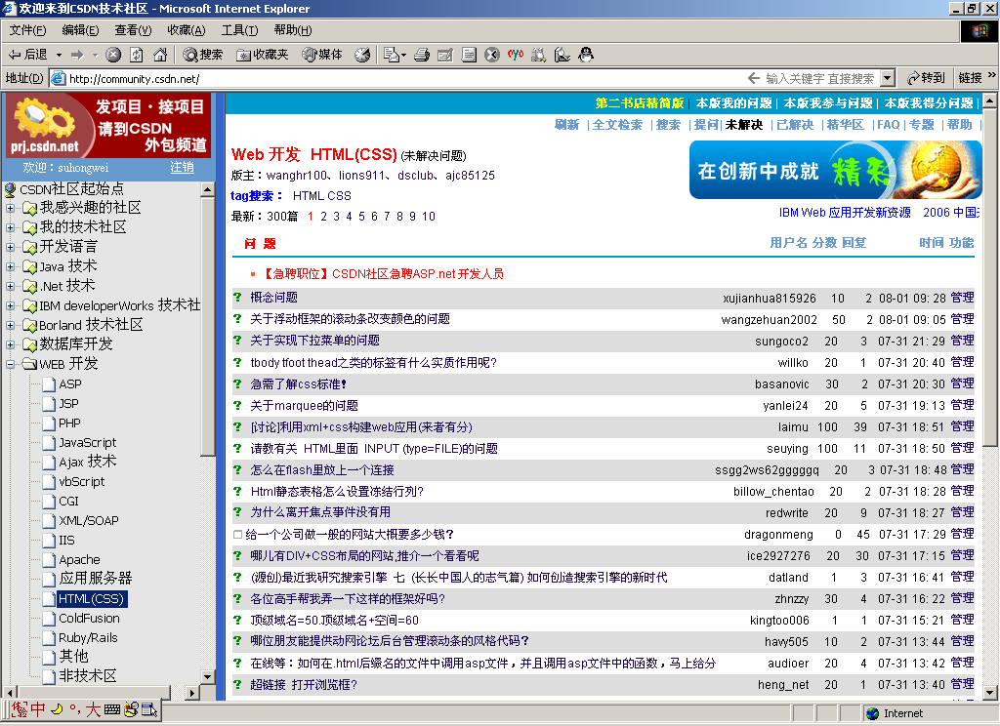 欢迎来到CSDN技术社区 - Microsoft Internet Explorer
文件(F) 编辑(E) 查看(V) 收藏(A) 工具(T) 帮助(H)
后退 搜索 收藏夹 媒体
地址(D) http://community.csdn.net/ 输入关键字 直接搜索 转到 链接 »
发项目·接项目
请到CSDN
外包频道
prj.csdn.net
欢迎：suhongwei 注销
CSDN社区起始点
我感兴趣的社区
我的技术社区
开发语言
Java 技术
.Net 技术
IBM developerWorks 技术社
Borland 技术社区
数据库开发
WEB 开发
ASP
JSP
PHP
JavaScript
Ajax 技术
vbScript
CGI
XML/SOAP
IIS
Apache
应用服务器
HTML(CSS)
ColdFusion
Ruby/Rails
其他
非技术区
第二书店精简版 | 本版我的问题 | 本版我参与问题 | 本版我得分问题 |
刷新 | 全文检索 | 搜索 | 提问| 未解决 | 已解决 | 精华区 | FAQ | 专题 | 帮助 |
Web 开发 HTML(CSS) (未解决问题)
版主：wanghr100、lions911、dsclub、ajc85125
tag搜索： HTML CSS
最新：300篇 1 2 3 4 5 6 7 8 9 10
在创新中成就 精彩
IBM Web 应用开发新资源 2006 中国
问 题 用户名 分数 回复 时间 功能
【急聘职位】CSDN社区急聘ASP.net 开发人员
? 概念问题 xujianhua815926 10 2 08-01 09: 28 管理
? 关于浮动框架的滚动条改变颜色的问题 wangzehuan2002 50 2 08-01 09: 05 管理
? 关于实现下拉菜单的问题 sungoco2 20 3 07-31 21: 29 管理
? tbody tfoot thead之类的标签有什么实质作用呢? willko 20 1 07-31 20: 40 管理
? 急需了解css标准! basanovic 30 2 07-31 20: 30 管理
? 关于marquee的问题 yanlei24 20 5 07-31 19: 13 管理
? [讨论]利用xml+css构建web应用(来者有分) laimu 100 39 07-31 18: 51 管理
? 请教有关 HTML里面 INPUT (type=FILE)的问题 seuying 100 11 07-31 18: 50 管理
? 怎么在flash里放上一个连接 ssgg2ws62gggggq 20 3 07-31 18: 48 管理
? Html静态表格怎么设置冻结行列? billow_chentao 20 2 07-31 18: 28 管理
? 为什么离开焦点事件没有用 redwrite 20 9 07-31 18: 27 管理
给一个公司做一般的网站大概要多少钱? dragonmeng 0 45 07-31 17: 29 管理
? 哪儿有DIV+CSS布局的网站,推介一个看看呢 ice2927276 20 30 07-31 17: 15 管理
? (源创)最近我研究搜索引擎 七 (长长中国人的志气篇) 如何创造搜索引擎的新时代 datland 1 3 07-31 16: 41 管理
? 各位高手帮我弄一下这样的框架好吗? zhnzzy 30 4 07-31 16: 22 管理
? 顶级域名=50.顶级域名+空间=60 kingtoo006 1 1 07-31 15: 21 管理
? 哪位朋友能提供动网论坛后台管理滚动条的风格代码? havy505 10 2 07-31 13: 44 管理
? 在线等：如何在.html后缀名的文件中调用asp文件，并且调用asp文件中的函数，马上给分 audioer 20 4 07-31 13: 42 管理
? 超链接 打开浏览框? heng_net 20 1 07-31 13: 40 管理
中 大
Internet